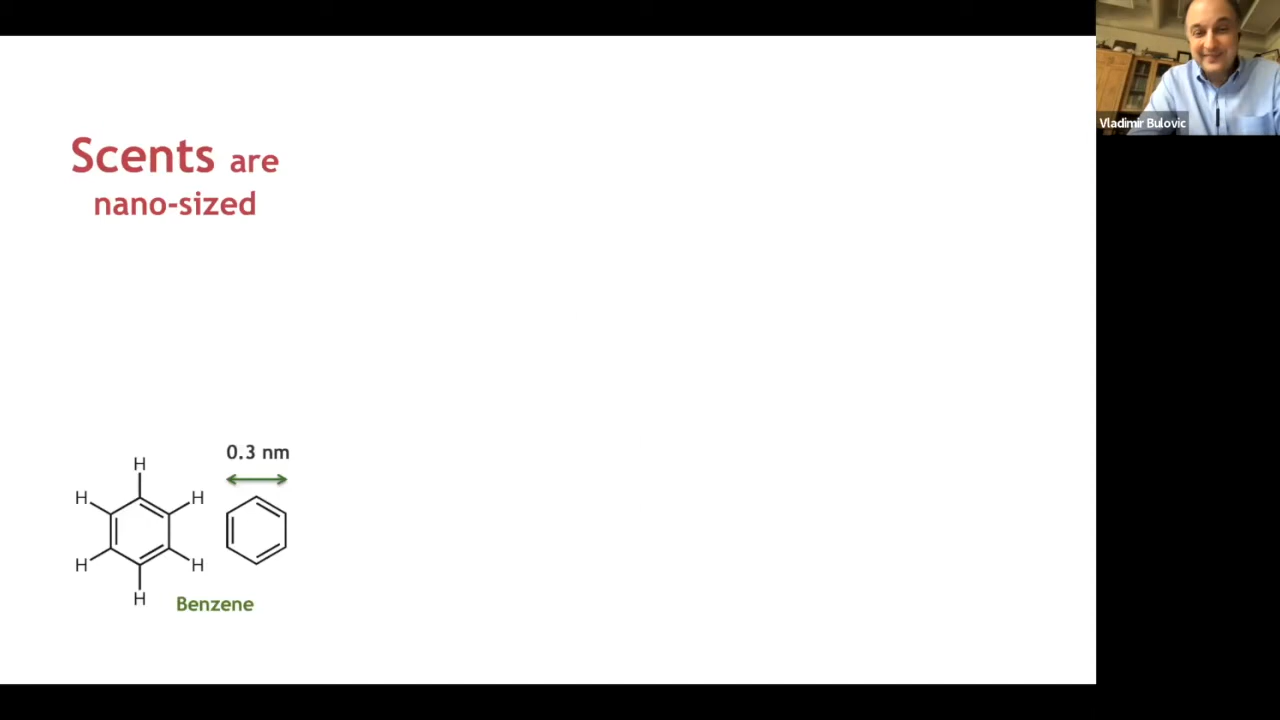 Vladimir Bulovic
Scents are
nano-sized
0.3 nm
H
H
H
H
H
H
Benzene